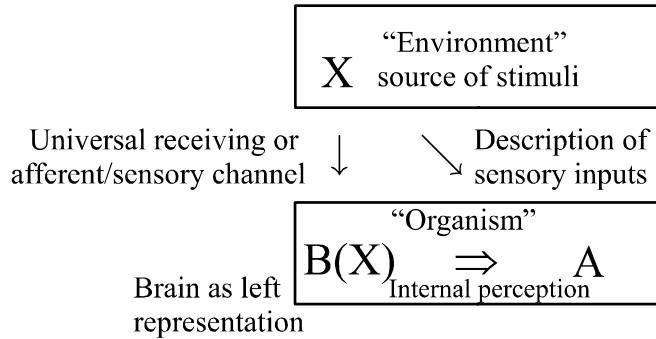 “Environment”
X source of stimuli
Universal receiving or
afferent/sensory channel
↓ ↘
Description of
sensory inputs
“Organism”
B(X) ⇒ A
Internal perception
Brain as left
representation